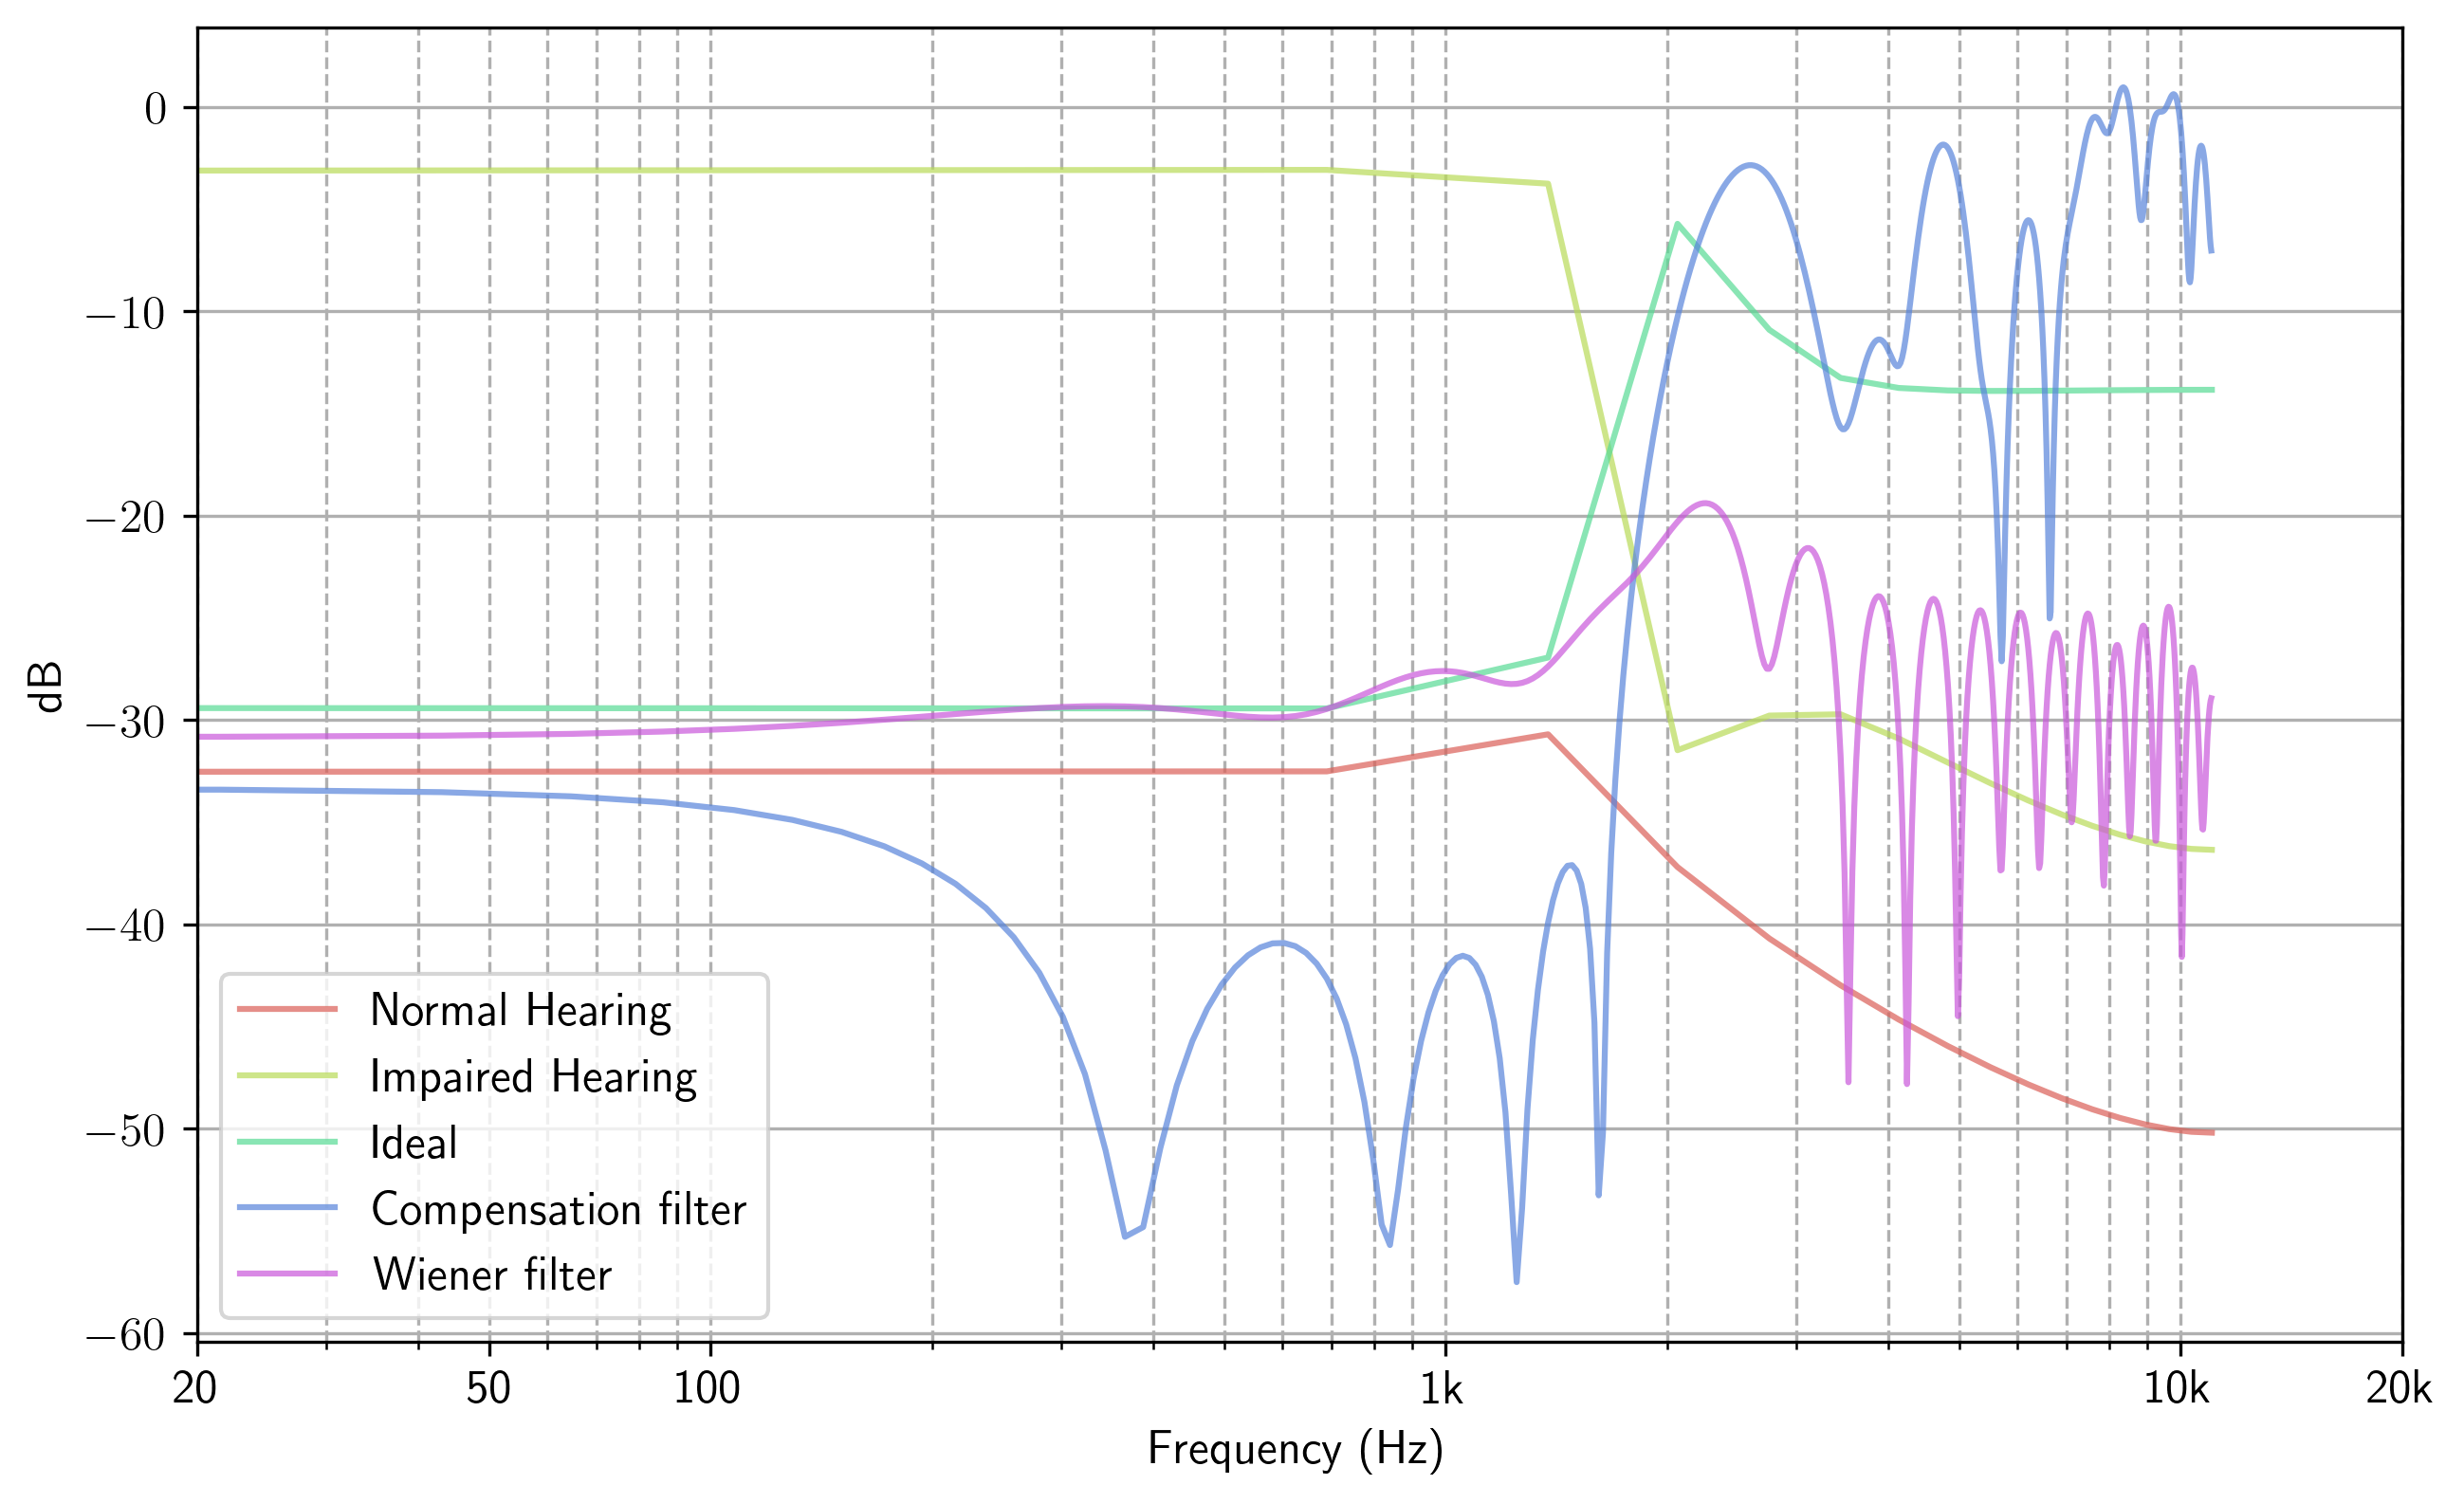 0
−10
−20
−30
−40
−50
−60
dB
Normal Hearing
Impaired Hearing
Ideal
Compensation filter
Wiener filter
20 50 100 1k 10k 20k
Frequency (Hz)